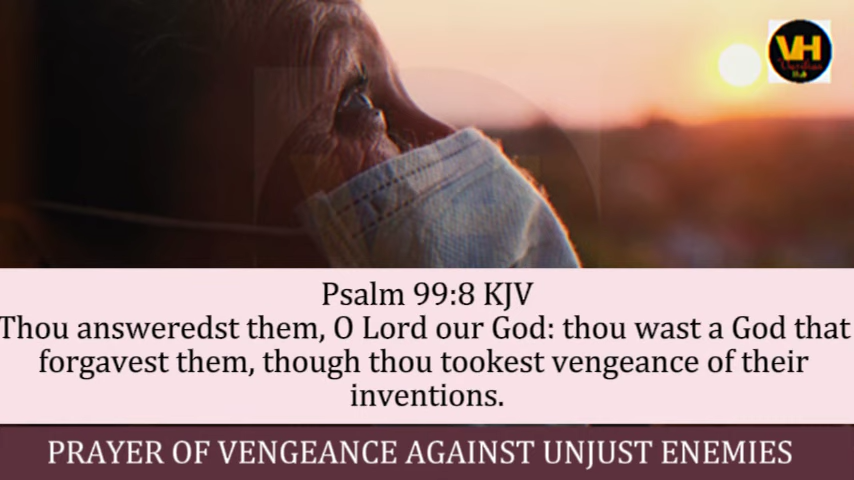 VH
Psalm 99:8 KJV
Thou answeredst them, O Lord our God: thou wast a God that
forgavest them, though thou tookest vengeance of their
inventions.
PRAYER OF VENGEANCE AGAINST UNJUST ENEMIES